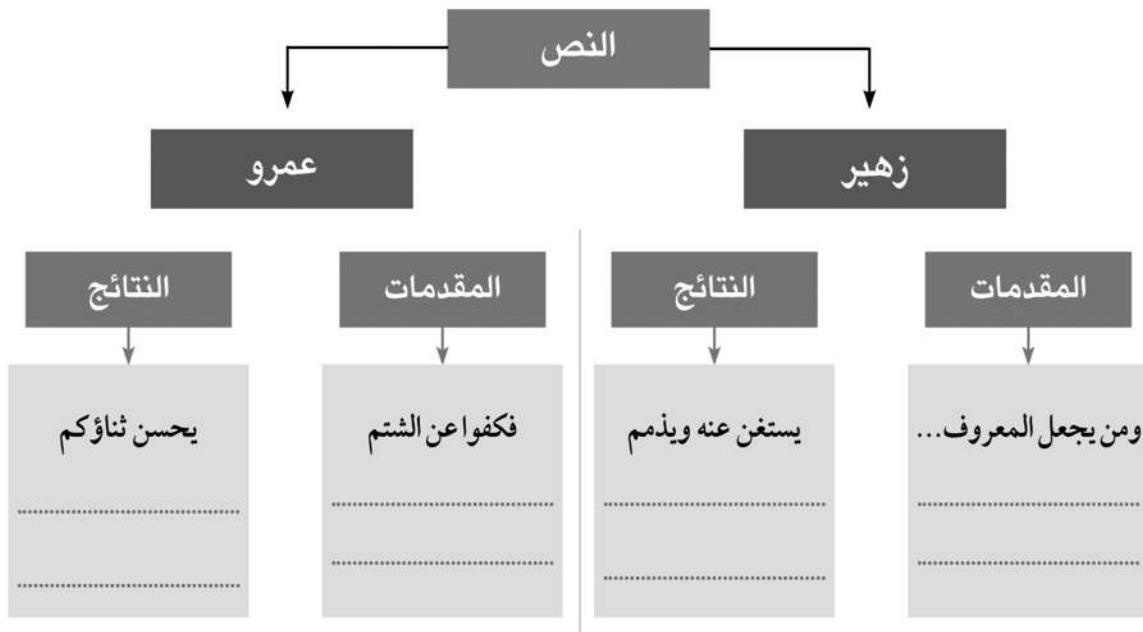 النص
زهير
عمرو
المقدمات
النتائج
المقدمات
النتائج
ومن يجعل المعروف...
يستغن عنه ويذمم
فكفوا عن الشتم
يحسن ثناؤكم